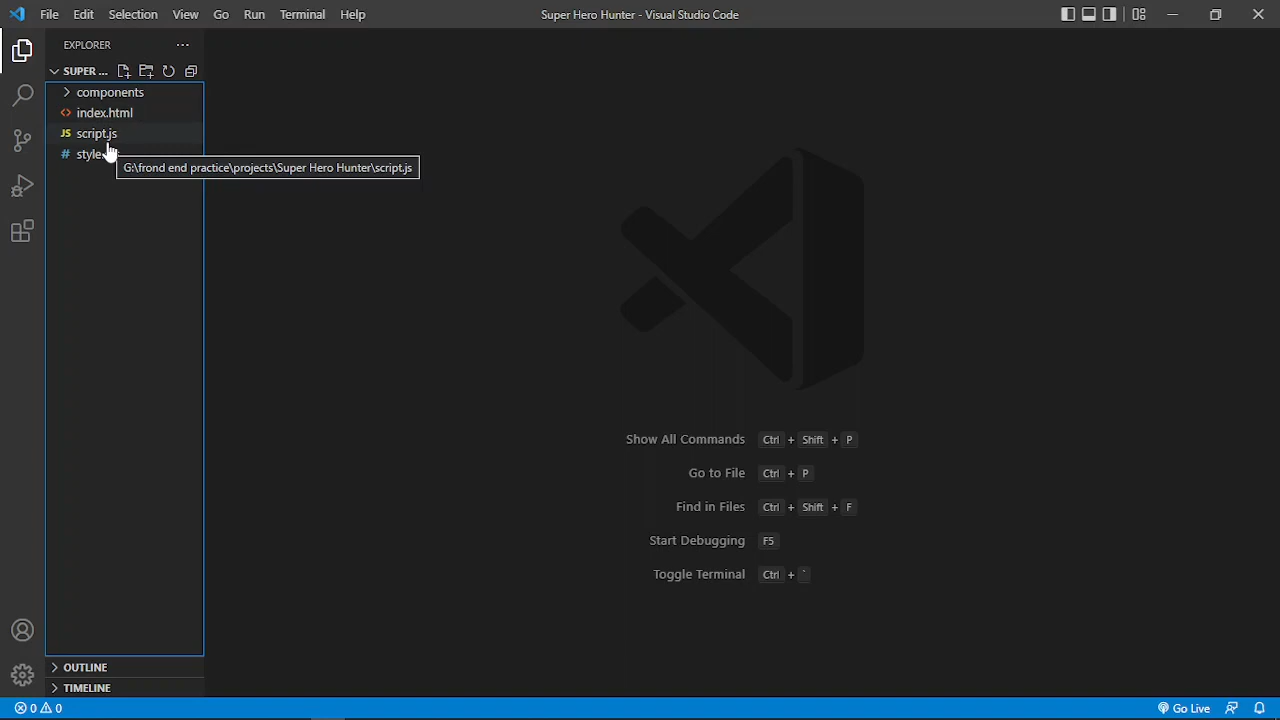 File Edit Selection View Go Run Terminal Help
Super Hero Hunter - Visual Studio Code
EXPLORER
SUPER ...
components
index.html
JS script.js
# style
G:\frond end practice\projects\Super Hero Hunter\script.js
Show All Commands Ctrl + Shift + P
Go to File Ctrl + P
Find in Files Ctrl + Shift + F
Start Debugging F5
Toggle Terminal Ctrl + `
OUTLINE
TIMELINE
0 0
Go Live